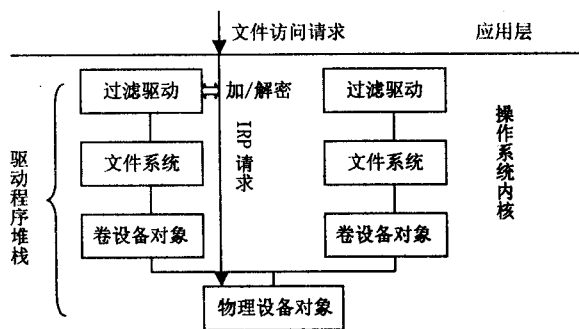 文件访问请求
应用层
过滤驱动
加/解密
过滤驱动
IRP 请求
文件系统
文件系统
卷设备对象
卷设备对象
物理设备对象
驱动程序堆栈
操作系统内核